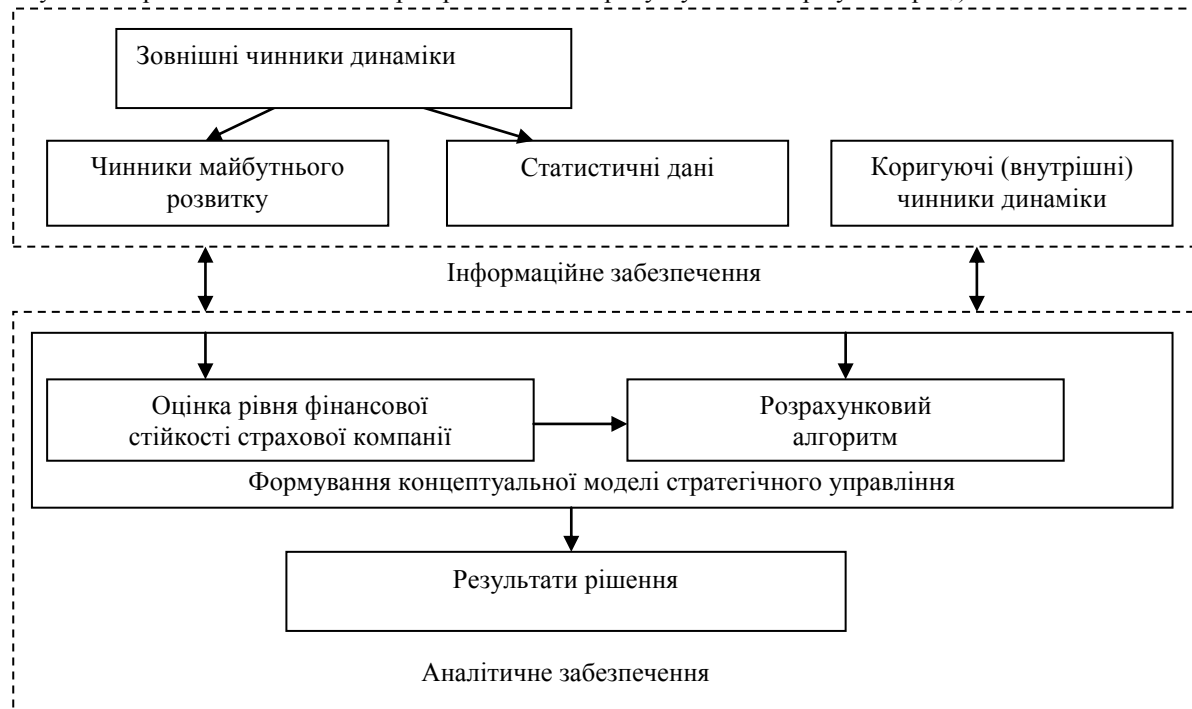 Зовнішні чинники динаміки
Чинники майбутнього
розвитку
Статистичні дані
Коригуючі (внутрішні)
чинники динаміки
Інформаційне забезпечення
Оцінка рівня фінансової
стійкості страхової компанії
Розрахунковий
алгоритм
Формування концептуальної моделі стратегічного управління
Результати рішення
Аналітичне забезпечення